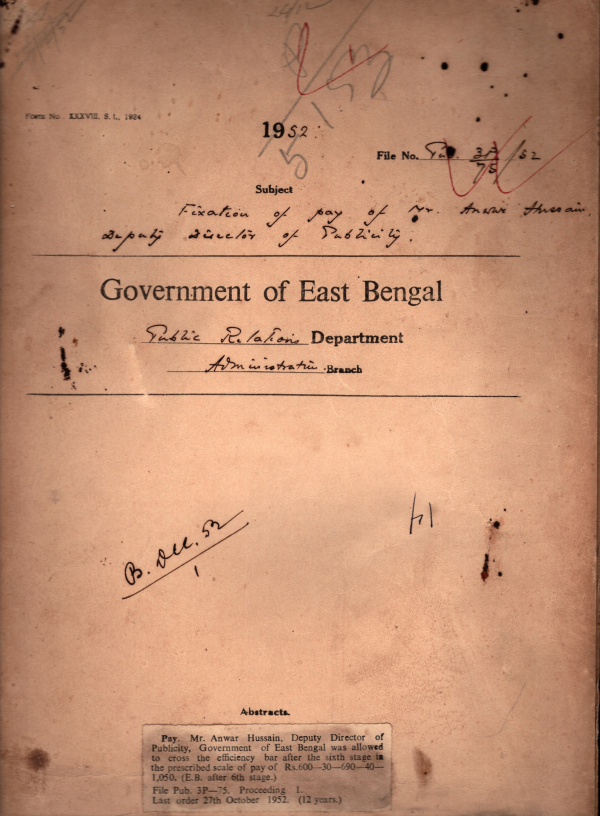 Form No. XXXVIII, S. L., 1924
1952.
File No. Pub. 3P/75 /52
Subject
Fixation of pay of Mr. Anwar Hussain,
Deputy Director of Publicity.
Government of East Bengal
Public Relations Department
Administration Branch
B. Dec. 52
1
Abstracts.
Pay. Mr. Anwar Hussain, Deputy Director of
Publicity, Government of East Bengal was allowed
to cross the efficiency bar after the sixth stage in
the prescribed scale of pay of Rs.600—30—690—40—
1,050. (E.B. after 6th stage.)
File Pub. 3P—75. Proceeding 1.
Last order 27th October 1952. (12 years.)